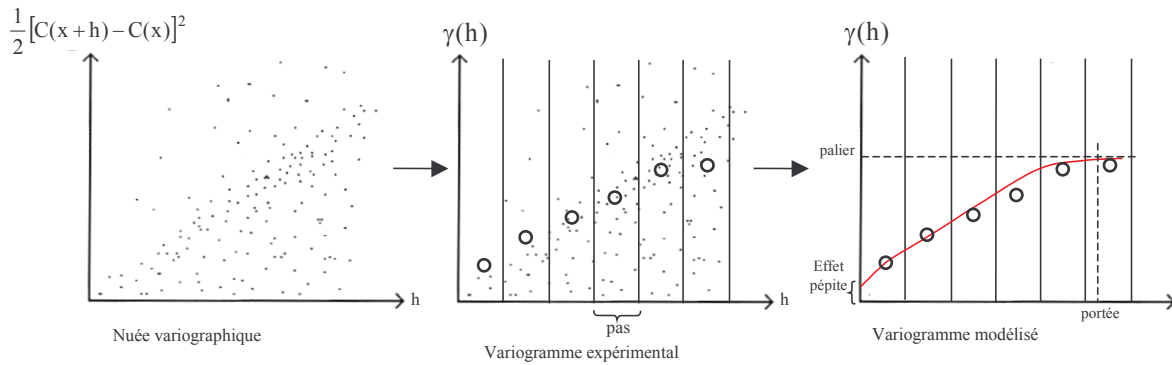 1/2 [C(x + h) – C(x)]²
h
Nuée variographique
γ(h)
pas
Variogramme expérimental
γ(h)
palier
Effet
pépite
portée
Variogramme modélisé